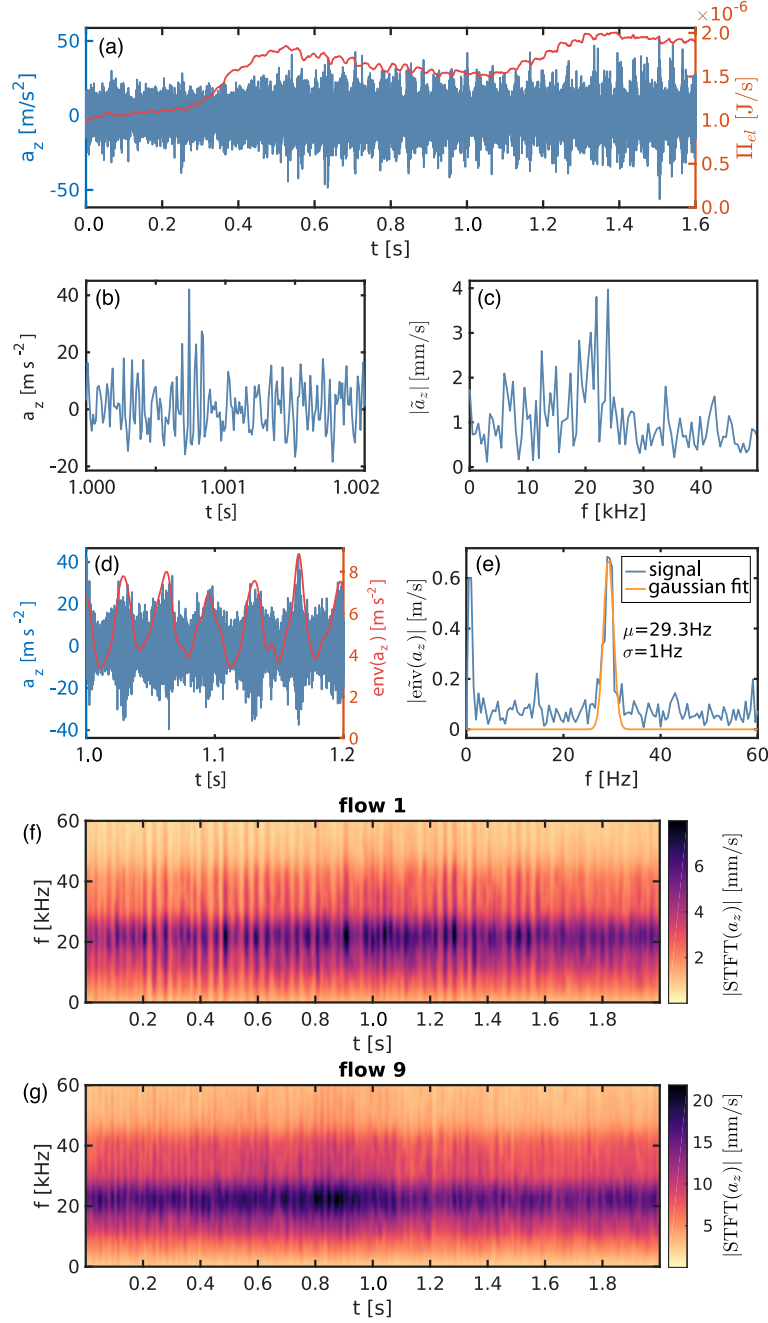 ×10⁻⁶
(a)
50
0
-50
a_z [m/s²]
2.0
1.5
1.0
0.5
0.0
Π_el [J/s]
0.0 0.2 0.4 0.6 0.8 1.0 1.2 1.4 1.6
t [s]
(b)
40
20
0
-20
a_z [m s⁻²]
1.000 1.001 1.002
t [s]
(c)
4
3
2
1
0
|ã_z| [mm/s]
0 10 20 30 40
f [kHz]
(d)
40
20
0
-20
-40
a_z [m s⁻²]
8
6
4
2
0
env(a_z) [m s⁻²]
1.0 1.1 1.2
t [s]
(e)
signal
gaussian fit
μ=29.3Hz
σ=1Hz
0.6
0.4
0.2
0
|eñv(a_z)| [m/s]
0 20 40 60
f [Hz]
flow 1
(f)
60
40
20
0
f [kHz]
0.2 0.4 0.6 0.8 1.0 1.2 1.4 1.6 1.8
t [s]
6
4
2
|STFT(a_z)| [mm/s]
flow 9
(g)
60
40
20
0
f [kHz]
0.2 0.4 0.6 0.8 1.0 1.2 1.4 1.6 1.8
t [s]
20
15
10
5
|STFT(a_z)| [mm/s]